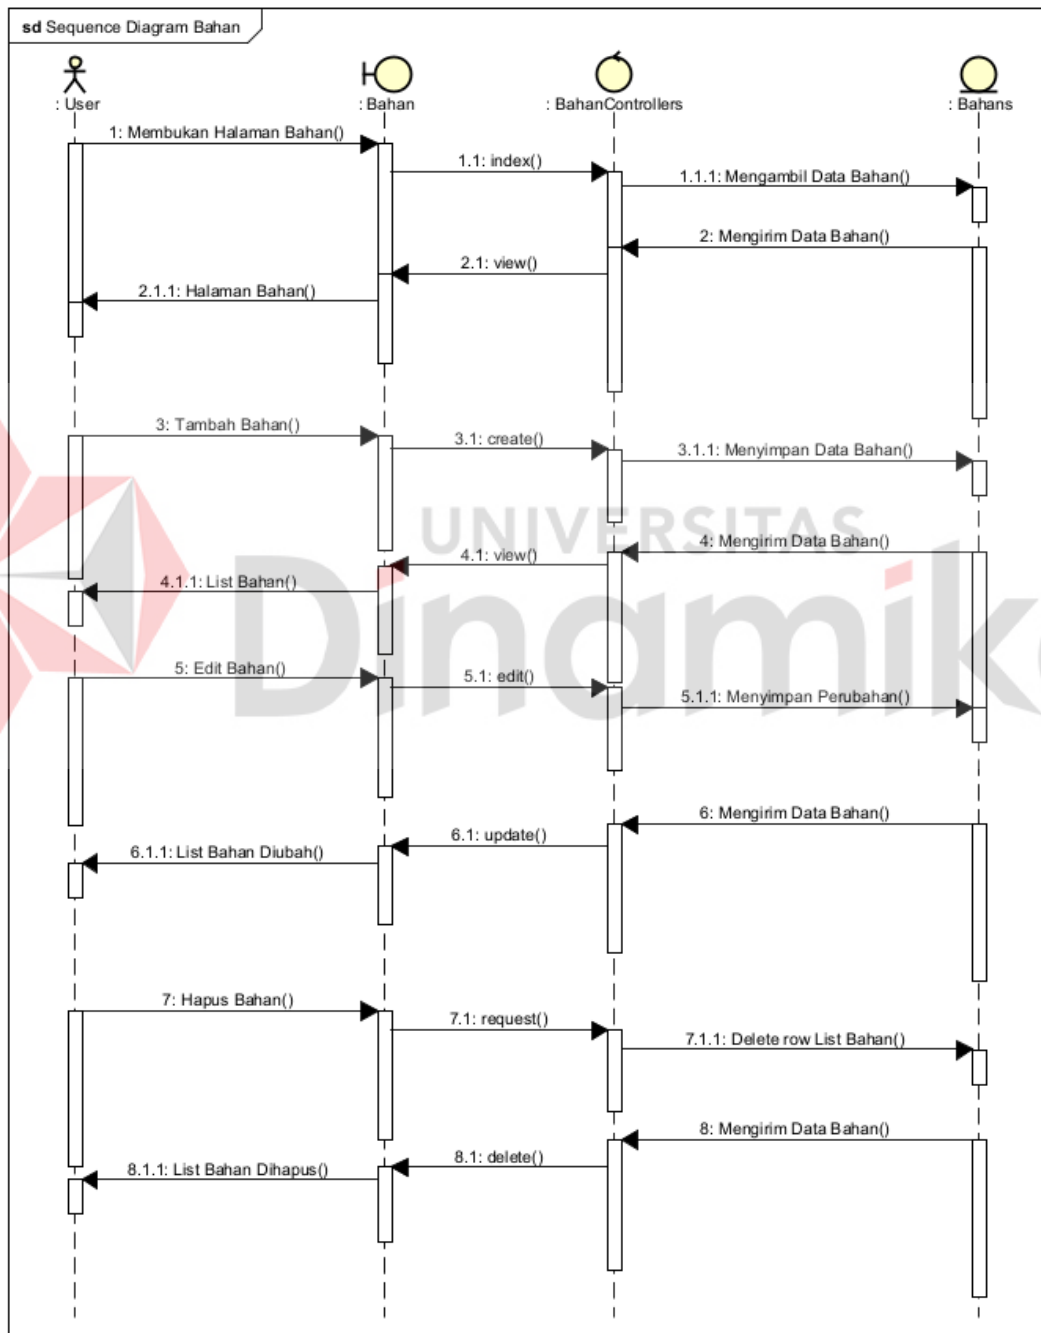 sd Sequence Diagram Bahan
: User
: Bahan
: BahanControllers
: Bahans
1: Membukan Halaman Bahan()
1.1: index()
1.1.1: Mengambil Data Bahan()
2: Mengirim Data Bahan()
2.1: view()
2.1.1: Halaman Bahan()
3: Tambah Bahan()
3.1: create()
3.1.1: Menyimpan Data Bahan()
UNIVERSITAS
4: Mengirim Data Bahan()
4.1: view()
4.1.1: List Bahan()
Dinamika
5: Edit Bahan()
5.1: edit()
5.1.1: Menyimpan Perubahan()
6: Mengirim Data Bahan()
6.1: update()
6.1.1: List Bahan Diubah()
7: Hapus Bahan()
7.1: request()
7.1.1: Delete row List Bahan()
8: Mengirim Data Bahan()
8.1: delete()
8.1.1: List Bahan Dihapus()